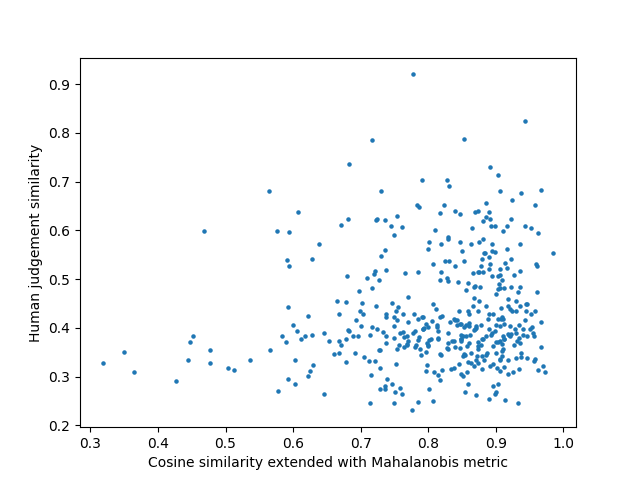 0.9
0.8
0.7
0.6
0.5
0.4
0.3
0.2
Human judgement similarity
0.3 0.4 0.5 0.6 0.7 0.8 0.9 1.0
Cosine similarity extended with Mahalanobis metric